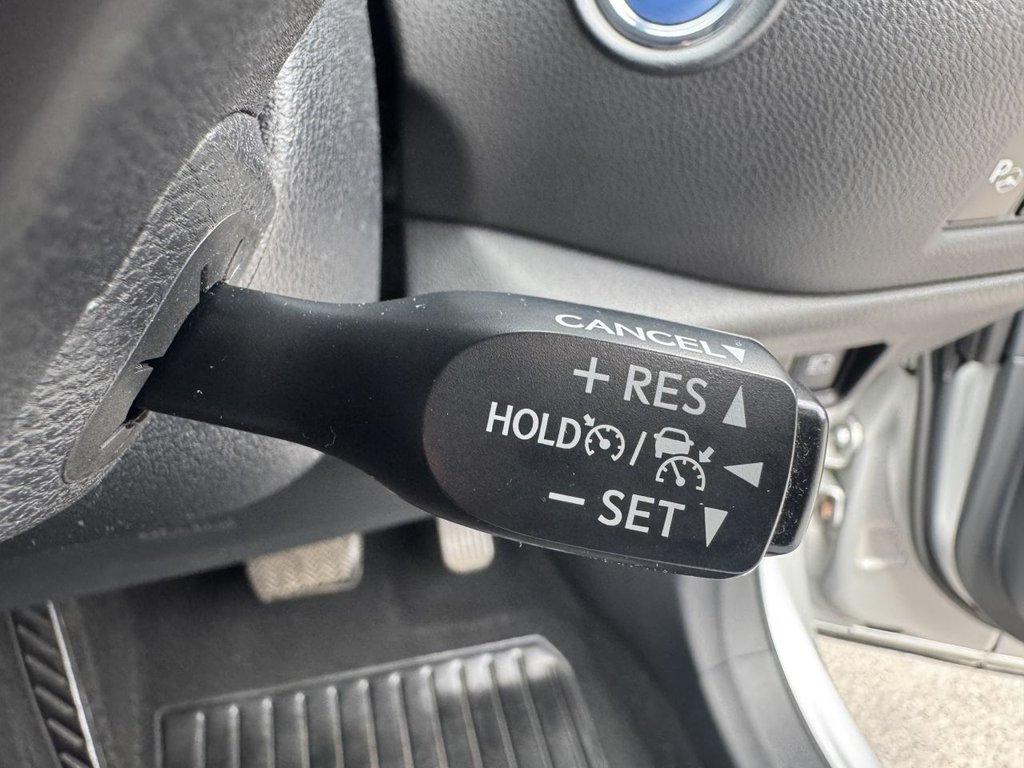 CANCEL
+ RES
HOLD /
− SET
P